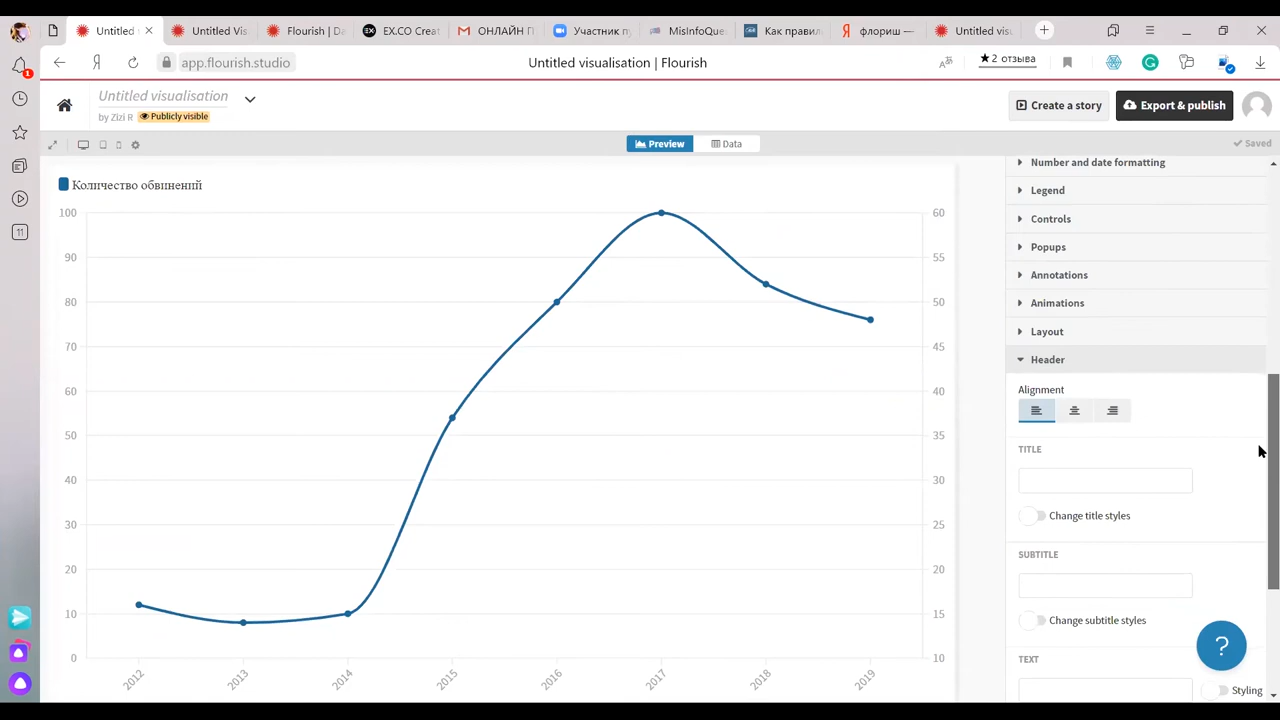 Untitled
Untitled Vis
Flourish | Da
EX.CO Creat
ОНЛАЙН П
Участник пу
MisInfoQue
Как правил
флориш —
Untitled visu
1
app.flourish.studio
Untitled visualisation | Flourish
★2 отзыва
Untitled visualisation
by Zizi R
Publicly visible
Create a story
Export & publish
Preview
Data
Saved
11
Количество обвинений
100
90
80
70
60
50
40
30
20
10
0
60
55
50
45
40
35
30
25
20
15
10
2012
2013
2014
2015
2016
2017
2018
2019
Number and date formatting
Legend
Controls
Popups
Annotations
Animations
Layout
Header
Alignment
TITLE
Change title styles
SUBTITLE
Change subtitle styles
TEXT
Styling
?